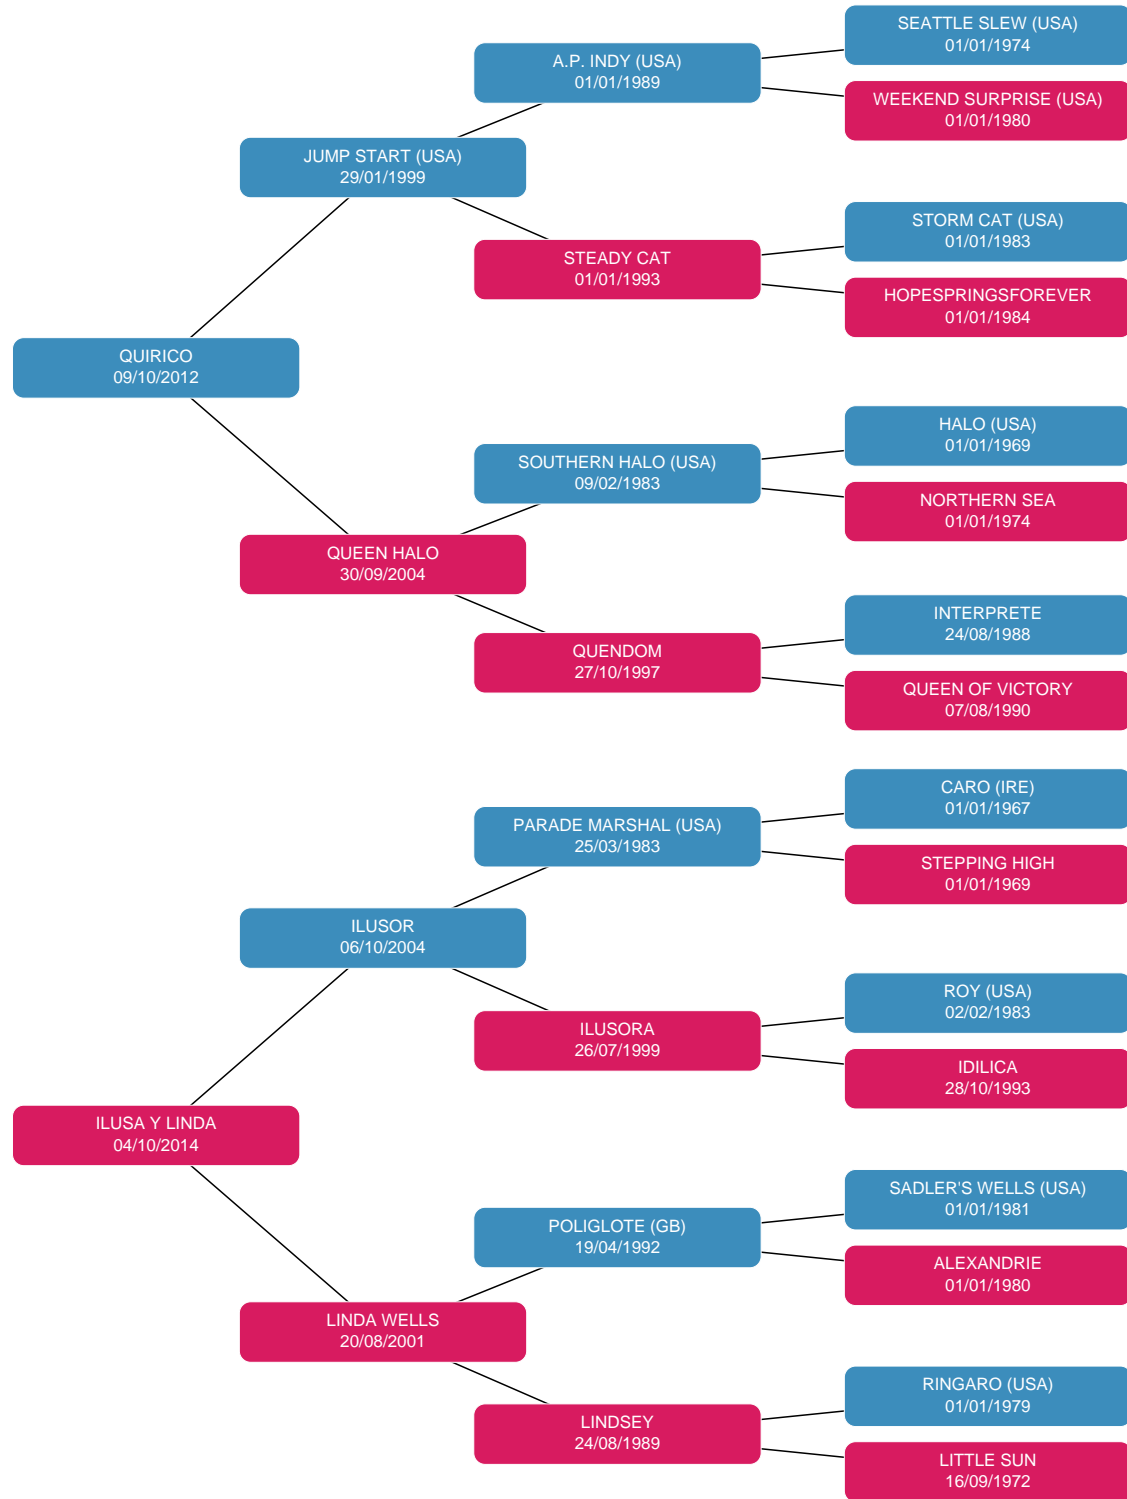 SEATTLE SLEW (USA)
01/01/1974
A.P. INDY (USA)
01/01/1989
WEEKEND SURPRISE (USA)
01/01/1980
JUMP START (USA)
29/01/1999
STORM CAT (USA)
01/01/1983
STEADY CAT
01/01/1993
HOPESPRINGSFOREVER
01/01/1984
QUIRICO
09/10/2012
HALO (USA)
01/01/1969
SOUTHERN HALO (USA)
09/02/1983
NORTHERN SEA
01/01/1974
QUEEN HALO
30/09/2004
INTERPRETE
24/08/1988
QUENDOM
27/10/1997
QUEEN OF VICTORY
07/08/1990
CARO (IRE)
01/01/1967
PARADE MARSHAL (USA)
25/03/1983
STEPPING HIGH
01/01/1969
ILUSOR
06/10/2004
ROY (USA)
02/02/1983
ILUSORA
26/07/1999
IDILICA
28/10/1993
ILUSA Y LINDA
04/10/2014
SADLER'S WELLS (USA)
01/01/1981
POLIGLOTE (GB)
19/04/1992
ALEXANDRIE
01/01/1980
LINDA WELLS
20/08/2001
RINGARO (USA)
01/01/1979
LINDSEY
24/08/1989
LITTLE SUN
16/09/1972